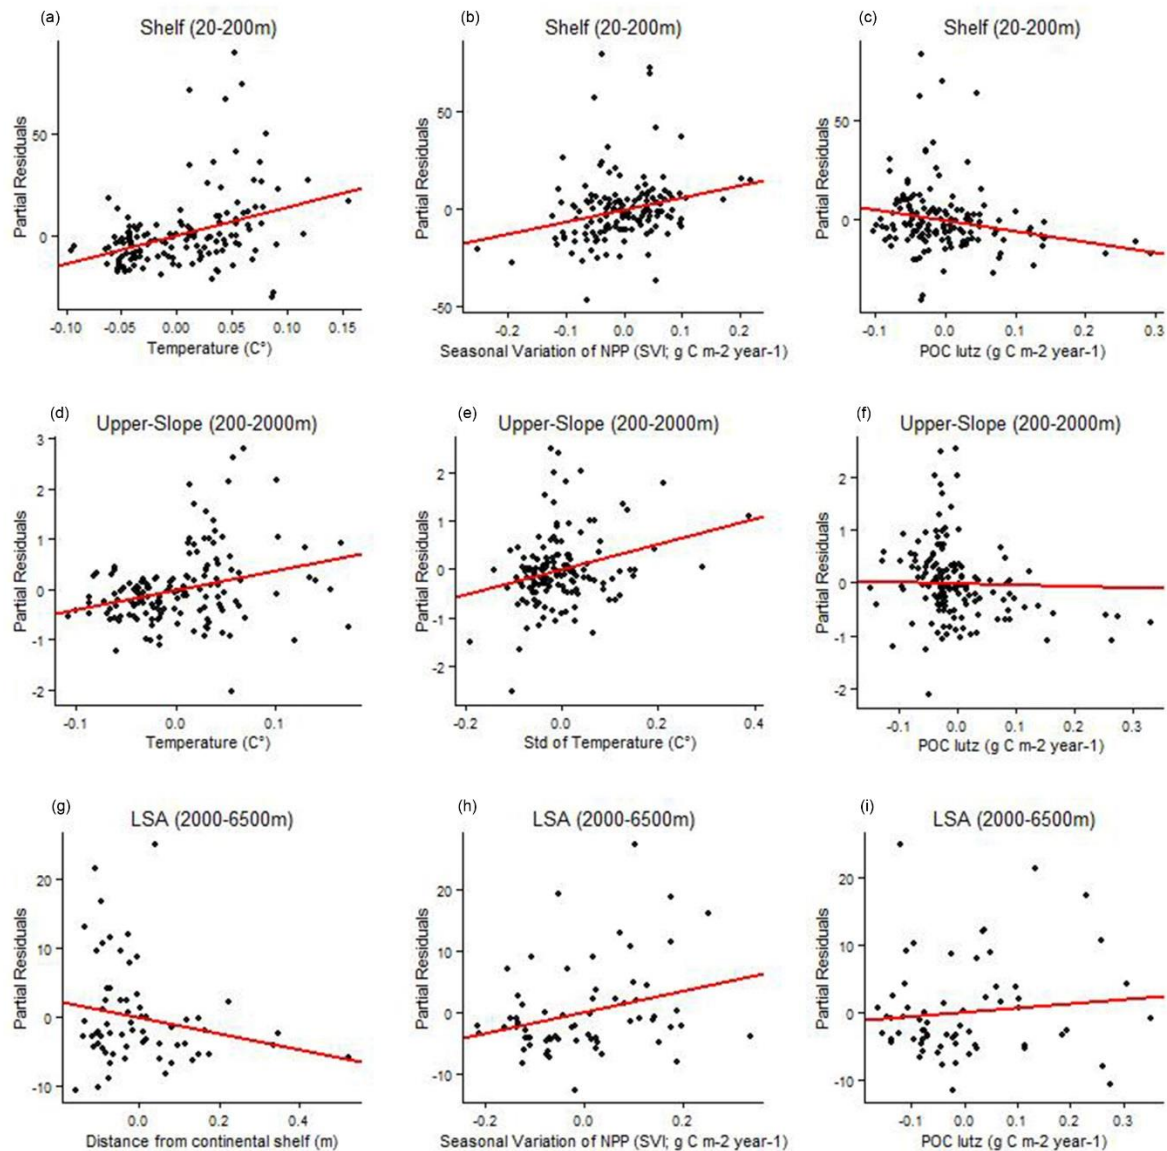 (a)
Shelf (20-200m)
Partial Residuals
50
0
-0.10 -0.05 0.00 0.05 0.10 0.15
Temperature (C°)
(b)
Shelf (20-200m)
Partial Residuals
50
0
-50
-0.2 -0.1 0.0 0.1 0.2
Seasonal Variation of NPP (SVI; g C m-2 year-1)
(c)
Shelf (20-200m)
Partial Residuals
50
0
-0.1 0.0 0.1 0.2 0.3
POC lutz (g C m-2 year-1)
(d)
Upper-Slope (200-2000m)
Partial Residuals
3
2
1
0
-1
-2
-0.1 0.0 0.1
Temperature (C°)
(e)
Upper-Slope (200-2000m)
Partial Residuals
2
1
0
-1
-2
-0.2 0.0 0.2 0.4
Std of Temperature (C°)
(f)
Upper-Slope (200-2000m)
Partial Residuals
2
1
0
-1
-2
-0.1 0.0 0.1 0.2 0.3
POC lutz (g C m-2 year-1)
(g)
LSA (2000-6500m)
Partial Residuals
20
10
0
-10
0.0 0.2 0.4
Distance from continental shelf (m)
(h)
LSA (2000-6500m)
Partial Residuals
20
10
0
-10
-0.2 0.0 0.2
Seasonal Variation of NPP (SVI; g C m-2 year-1)
(i)
LSA (2000-6500m)
Partial Residuals
20
10
0
-10
-0.1 0.0 0.1 0.2 0.3
POC lutz (g C m-2 year-1)